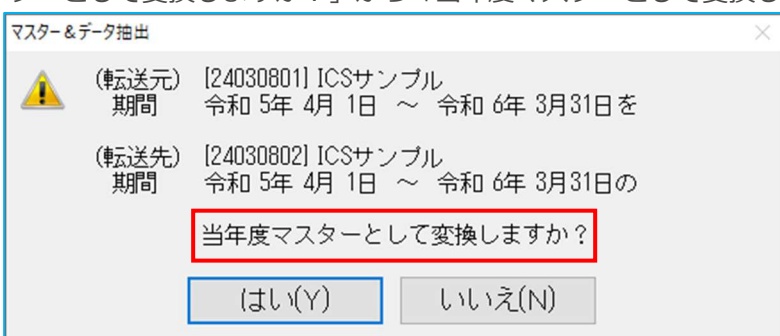 マスター＆データ抽出
(転送元) [24030801] ICSサンプル
期間 令和 5年 4月 1日 ～ 令和 6年 3月31日を
(転送先) [24030802] ICSサンプル
期間 令和 5年 4月 1日 ～ 令和 6年 3月31日の
当年度マスターとして変換しますか？
はい(Y) いいえ(N)